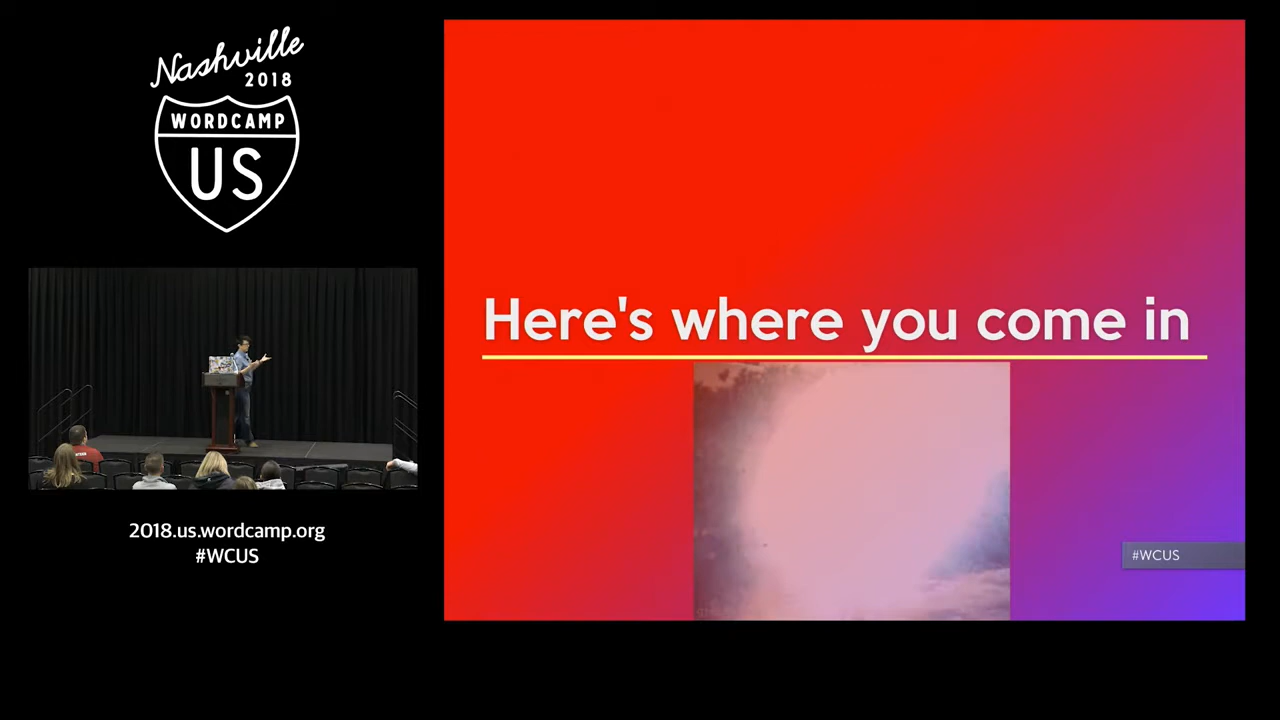 Nashville
2018
WORDCAMP
US
2018.us.wordcamp.org
#WCUS
Here's where you come in
#WCUS